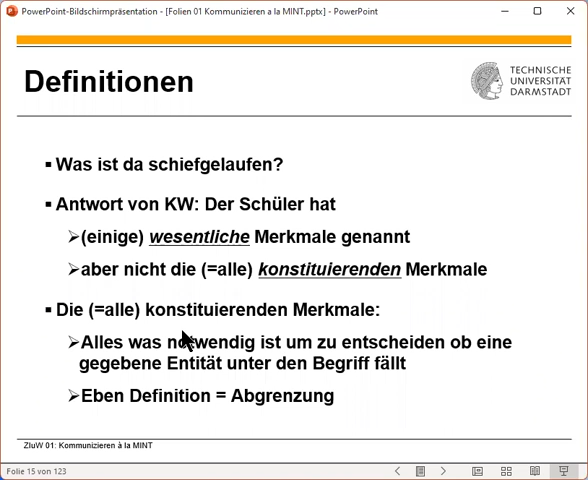 PowerPoint-Bildschirmpräsentation - [Folien 01 Kommunizieren a la MINT.pptx] - PowerPoint
Definitionen
TECHNISCHE
UNIVERSITÄT
DARMSTADT
▪ Was ist da schiefgelaufen?
▪ Antwort von KW: Der Schüler hat
➢(einige) wesentliche Merkmale genannt
➢aber nicht die (=alle) konstituierenden Merkmale
▪ Die (=alle) konstituierenden Merkmale:
➢Alles was notwendig ist um zu entscheiden ob eine
gegebene Entität unter den Begriff fällt
➢Eben Definition = Abgrenzung
ZIuW 01: Kommunizieren à la MINT
Folie 15 von 123